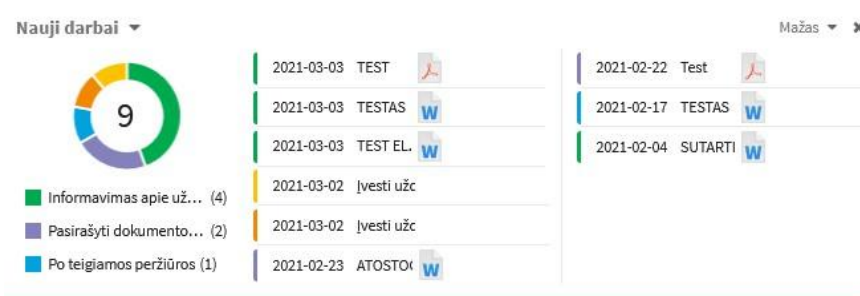 Nauji darbai
Mažas
9
Informavimas apie už... (4)
Pasirašyti dokumento... (2)
Po teigiamos peržiūros (1)
2021-03-03 TEST
2021-03-03 TESTAS
2021-03-03 TEST EL.
2021-03-02 Įvesti užc
2021-03-02 Įvesti užc
2021-02-23 ATOSTO
2021-02-22 Test
2021-02-17 TESTAS
2021-02-04 SUTARTI